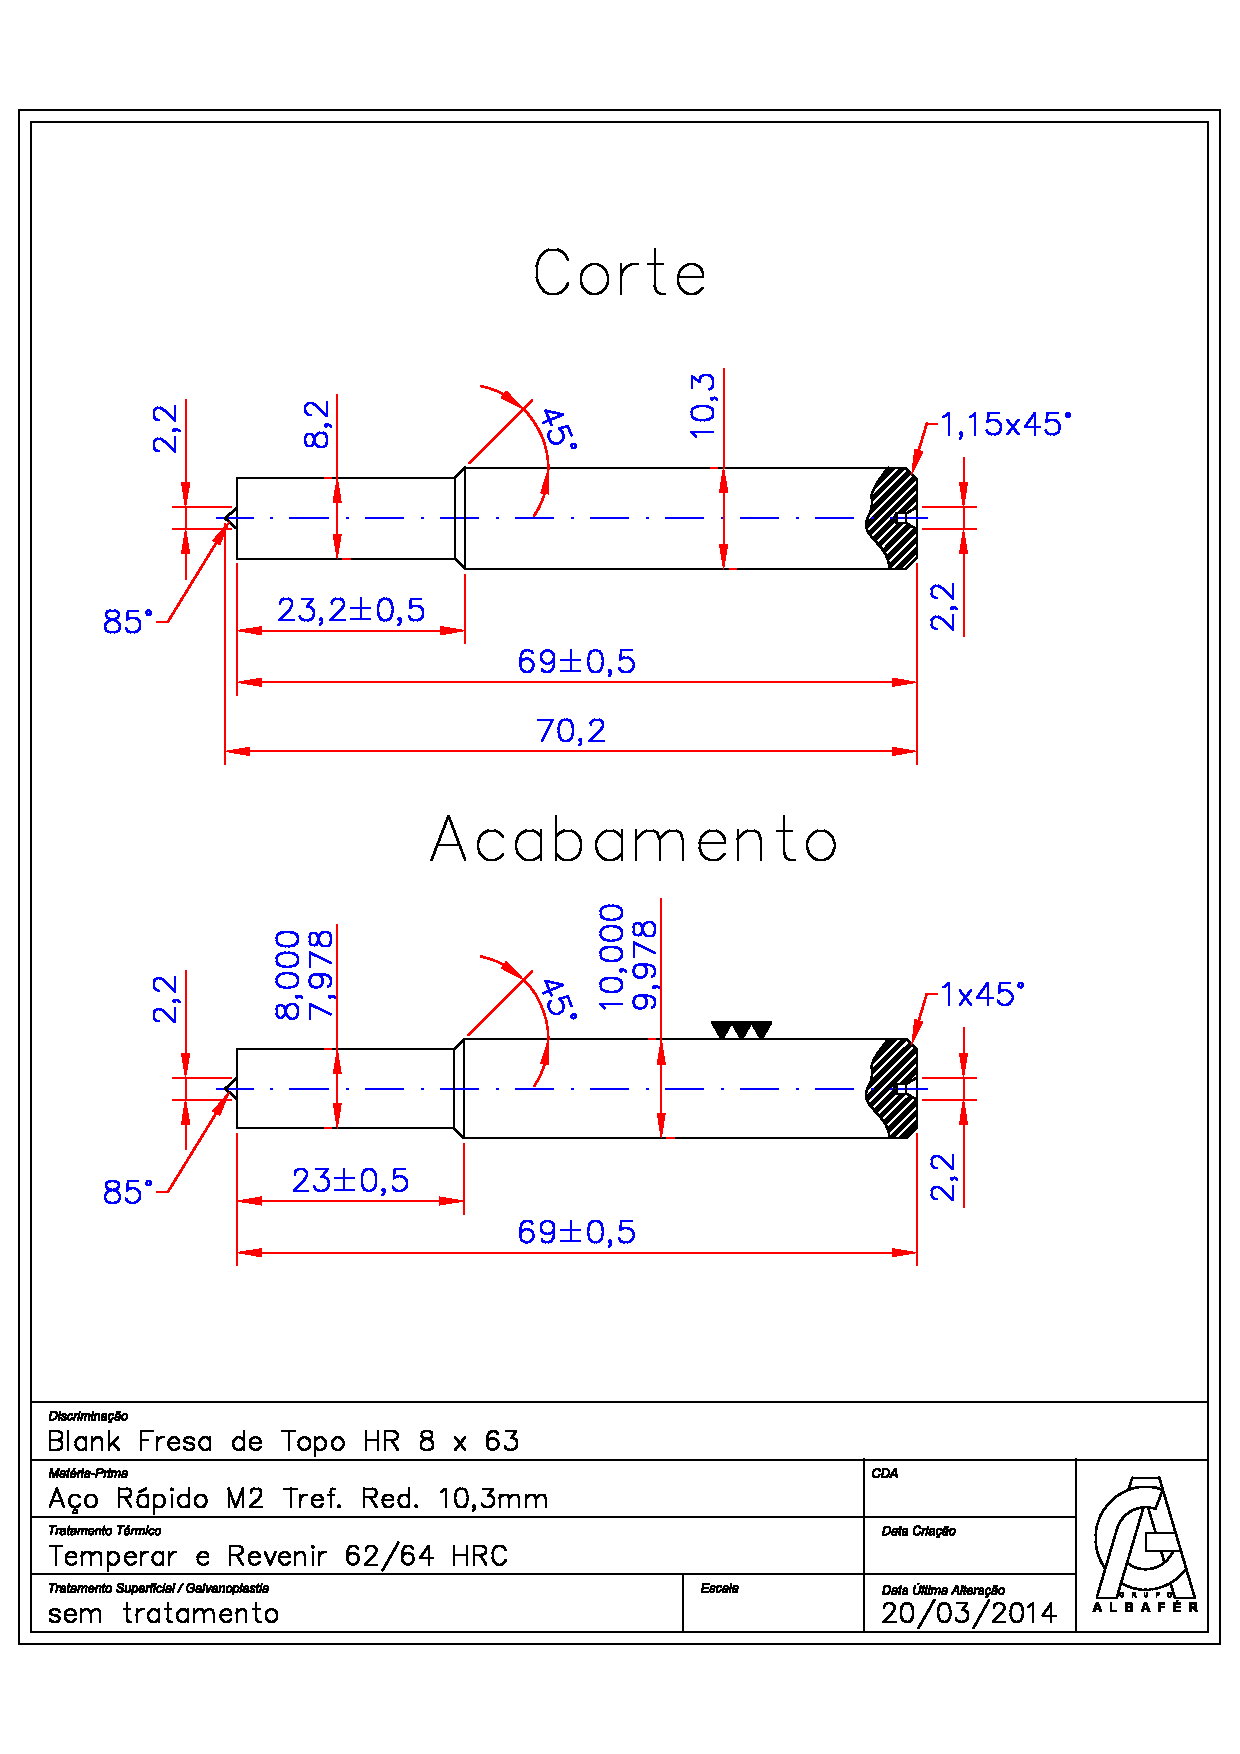 Corte
2,2
8,2
45°
10,3
1,15x45°
85°
23,2±0,5
2,2
69±0,5
70,2
Acabamento
2,2
8,000
7,978
45°
10,000
9,978
1x45°
85°
23±0,5
2,2
69±0,5
Discriminação
Blank Fresa de Topo HR 8 x 63
Matéria-Prima
CDA
Aço Rápido M2 Tref. Red. 10,3mm
Tratamento Térmico
Data Criação
Temperar e Revenir 62/64 HRC
Tratamento Superficial / Galvanoplastia
Escala
Data Última Alteração
sem tratamento
20/03/2014
GRUPO
ALBAFÉR